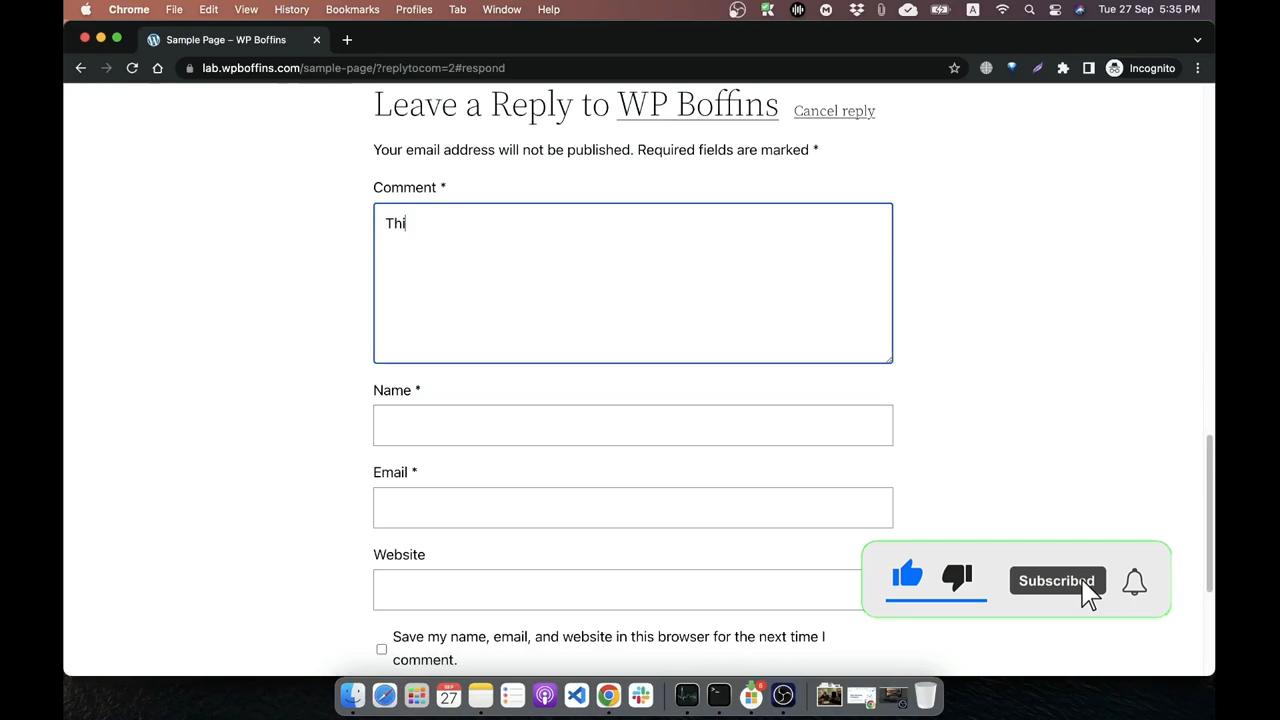 Chrome File Edit View History Bookmarks Profiles Tab Window Help Tue 27 Sep 5:35 PM
Sample Page – WP Boffins
lab.wpboffins.com/sample-page/?replytocom=2#respond Incognito
Leave a Reply to WP Boffins Cancel reply
Your email address will not be published. Required fields are marked *
Comment *
Thi
Name *
Email *
Website
Subscribed
Save my name, email, and website in this browser for the next time I
comment.
SEP
27
6